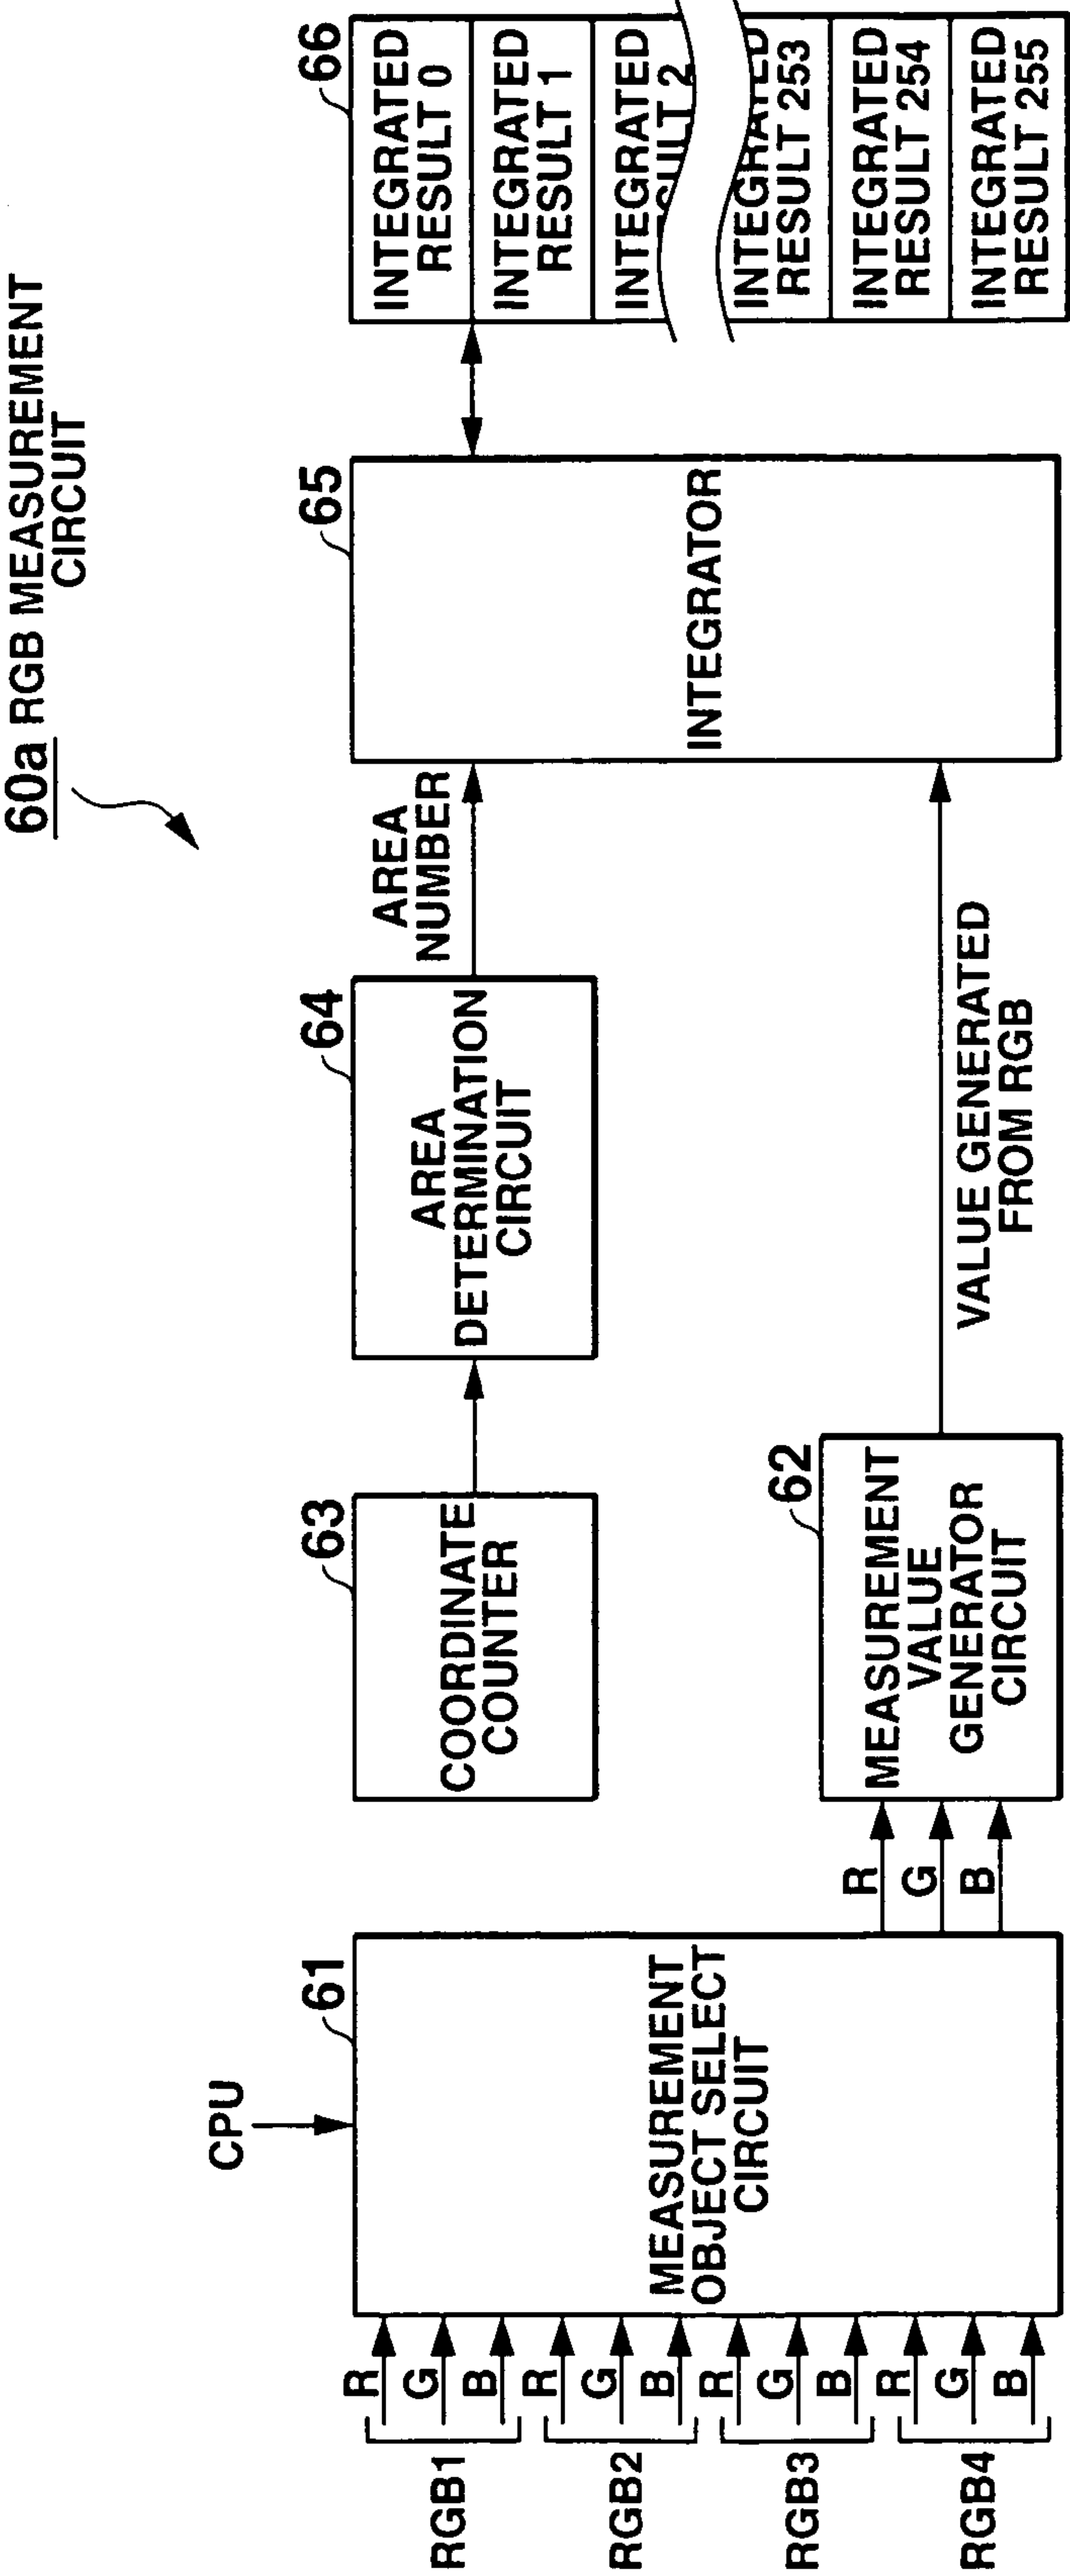 60a RGB MEASUREMENT
CIRCUIT
CPU
61
MEASUREMENT
OBJECT SELECT
CIRCUIT
RGB1
R
G
B
RGB2
R
G
B
RGB3
R
G
B
RGB4
R
G
B
R
G
B
63
COORDINATE
COUNTER
62
MEASUREMENT
VALUE
GENERATOR
CIRCUIT
64
AREA
DETERMINATION
CIRCUIT
AREA
NUMBER
VALUE GENERATED
FROM RGB
65
INTEGRATOR
66
INTEGRATED
RESULT 0
INTEGRATED
RESULT 1
INTEGRATED
RESULT 2
INTEGRATED
RESULT 253
INTEGRATED
RESULT 254
INTEGRATED
RESULT 255